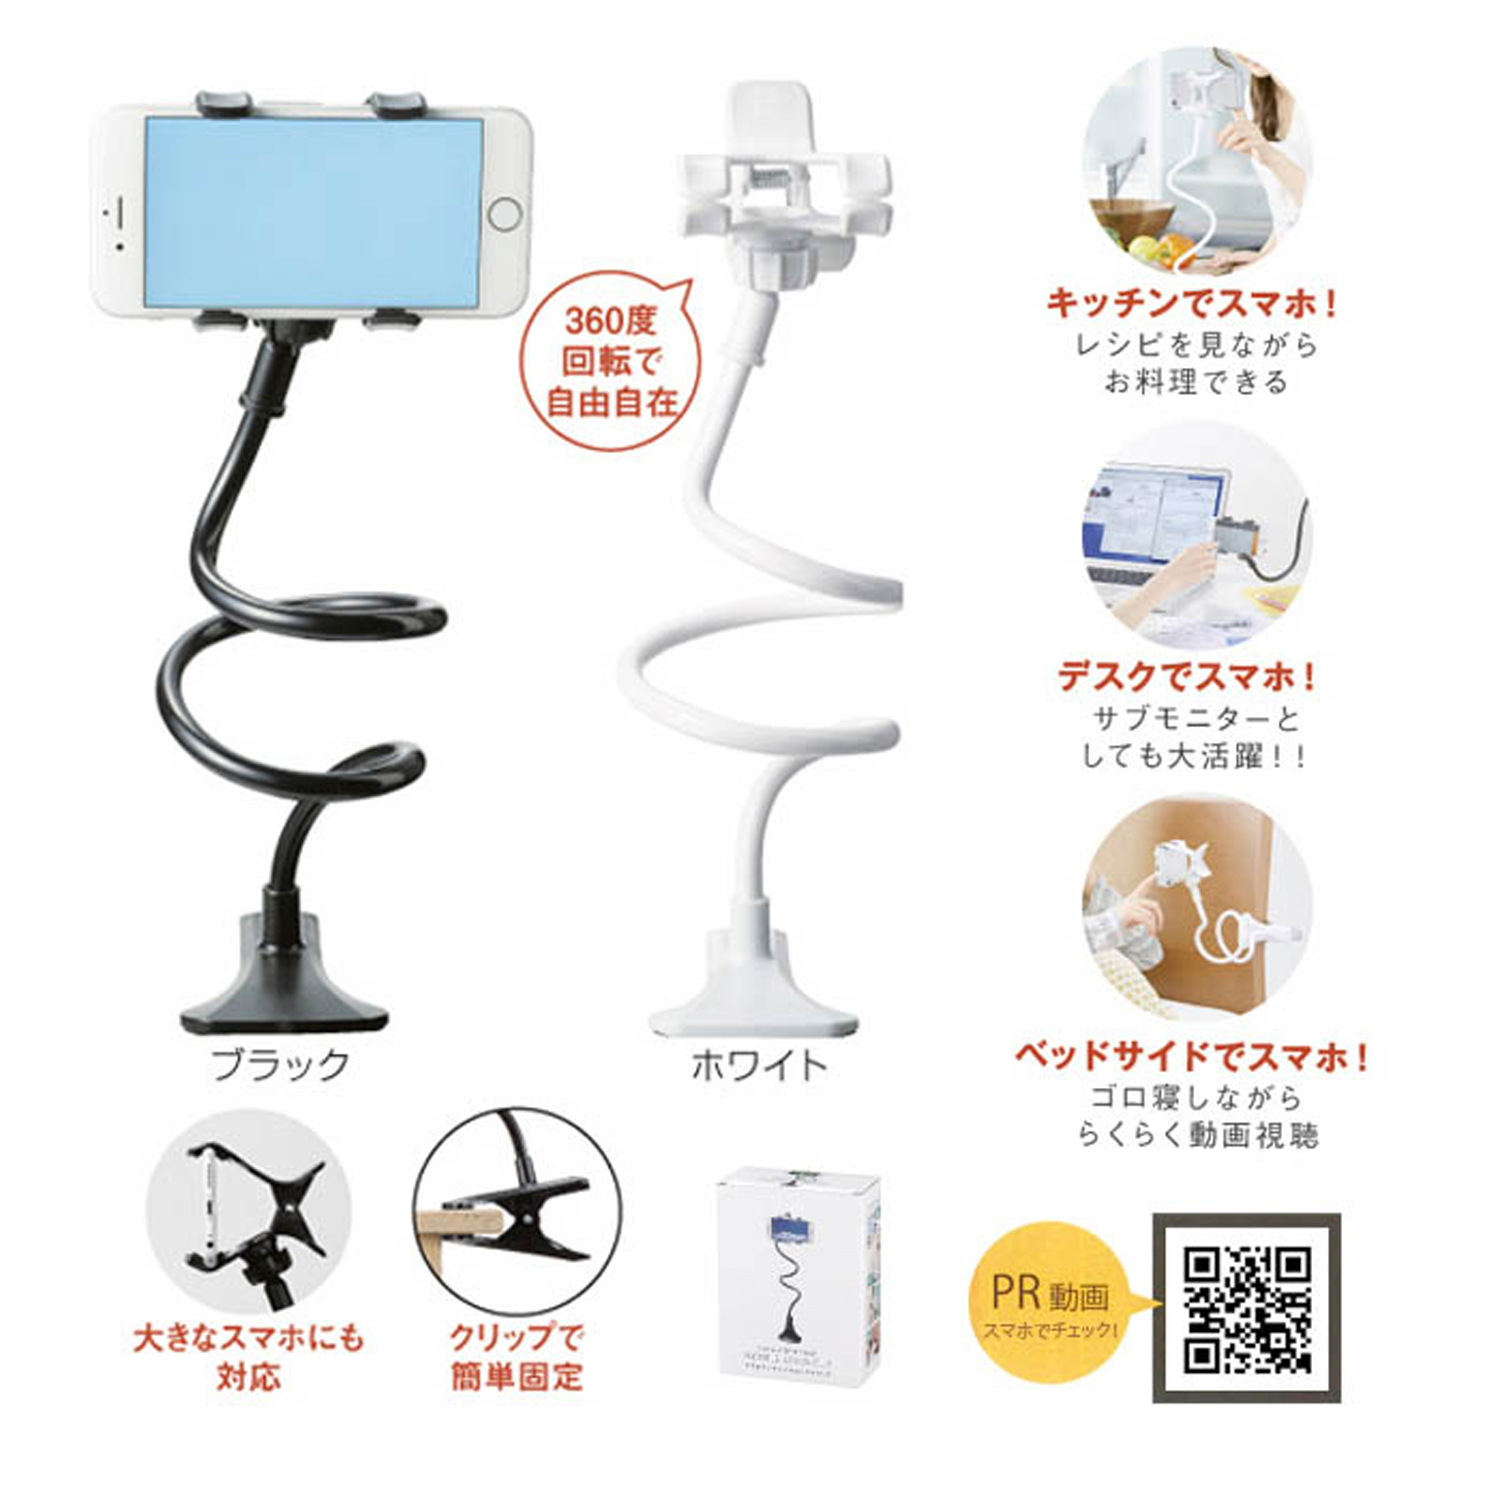 360度
回転で
自由自在
ブラック
ホワイト
大きなスマホにも
対応
クリップで
簡単固定
キッチンでスマホ！
レシピを見ながら
お料理できる
デスクでスマホ！
サブモニターと
しても大活躍！！
ベッドサイドでスマホ！
ゴロ寝しながら
らくらく動画視聴
PR動画
スマホでチェック！